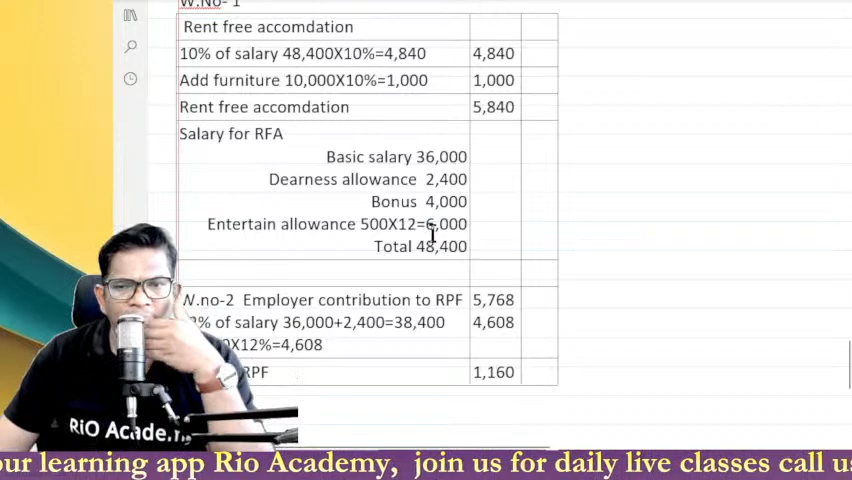 W.No- 1
Rent free accomdation
10% of salary 48,400X10%=4,840 4,840
Add furniture 10,000X10%=1,000 1,000
Rent free accomdation 5,840
Salary for RFA
Basic salary 36,000
Dearness allowance 2,400
Bonus 4,000
Entertain allowance 500X12=6,000
Total 48,400
W.no-2 Employer contribution to RPF 5,768
% of salary 36,000+2,400=38,400 4,608
X12%=4,608
RPF 1,160
RiO Academy
our learning app Rio Academy, join us for daily live classes call us